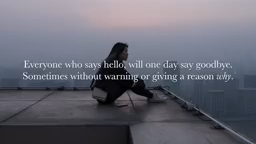 Everyone who says hello, will one day say goodbye.
Sometimes without warning or giving a reason why.